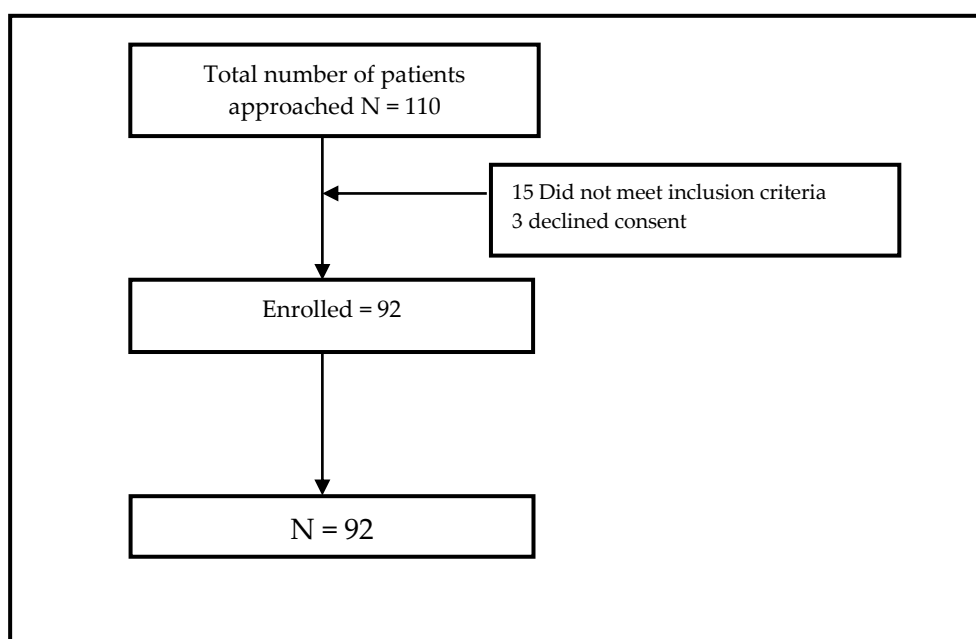 Total number of patients
approached N = 110
15 Did not meet inclusion criteria
3 declined consent
Enrolled = 92
N = 92